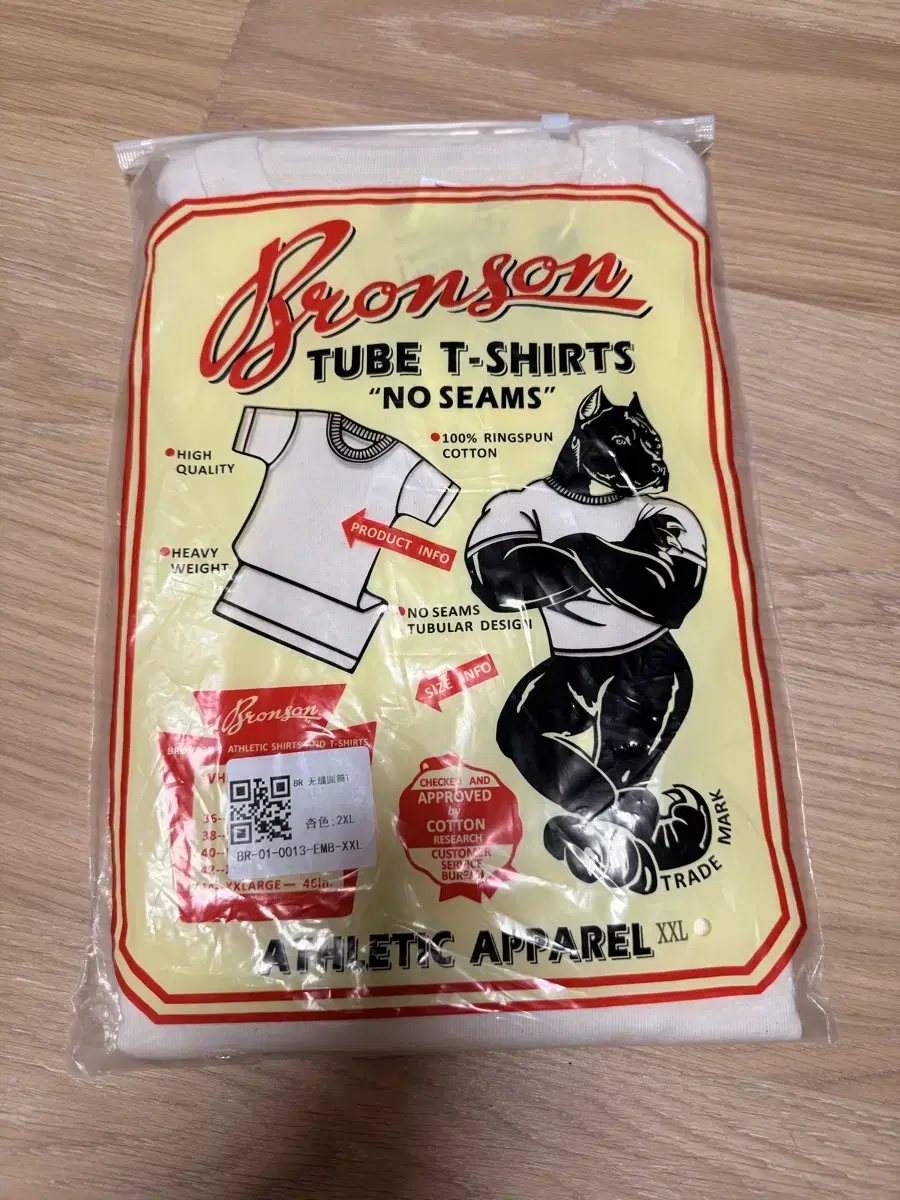 Bronson
TUBE T-SHIRTS
"NO SEAMS"
HIGH
QUALITY
100% RINGSPUN
COTTON
PRODUCT INFO
HEAVY
WEIGHT
NO SEAMS
TUBULAR DESIGN
SIZE INFO
Bronson
ATHLETIC SHIRTS AND T-SHIRTS
BR 无缝圆筒T
杏色;2XL
BR-01-0013-EMB-XXL
38-
40-
XXLARGE — 46in.
CHECKED AND
APPROVED
by
COTTON
RESEARCH
CUSTOMER
SERVICE
BUREAU
TRADE MARK
ATHLETIC APPAREL
XXL